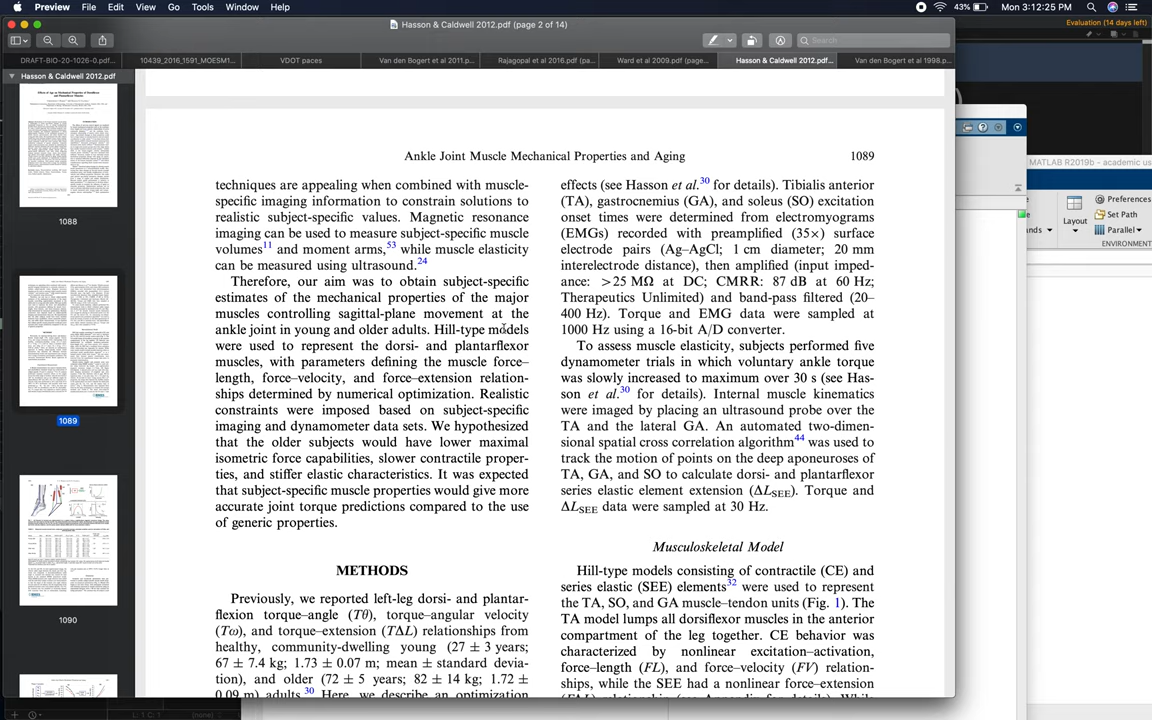 Preview File Edit View Go Tools Window Help
43% Mon 3:12:25 PM
Evaluation (14 days left)
Hasson & Caldwell 2012.pdf (page 2 of 14)
Search
DRAFT-BIO-20-1026-0.pdf...
10439_2016_1591_MOESM1...
VDOT paces
Van den Bogert et al 2011.p...
Rajagopal et al 2016.pdf (pa...
Ward et al 2009.pdf (page...
Hasson & Caldwell 2012.pdf...
Van den Bogert et al 1998.p...
Hasson & Caldwell 2012.pdf
1088
1089
1090
Ankle Joint Muscle Mechanical Properties and Aging 1089
techniques are appealing when combined with muscle-
specific imaging information to constrain solutions to
realistic subject-specific values. Magnetic resonance
imaging can be used to measure subject-specific muscle
volumes11 and moment arms,53 while muscle elasticity
can be measured using ultrasound.24
Therefore, our aim was to obtain subject-specific
estimates of the mechanical properties of the major
muscles controlling sagittal-plane movement at the
ankle joint in young and older adults. Hill-type models
were used to represent the dorsi- and plantarflexor
muscles, with parameters defining the muscle force–
length, force–velocity, and force–extension relation-
ships determined by numerical optimization. Realistic
constraints were imposed based on subject-specific
imaging and dynamometer data sets. We hypothesized
that the older subjects would have lower maximal
isometric force capabilities, slower contractile proper-
ties, and stiffer elastic characteristics. It was expected
that subject-specific muscle properties would give more
accurate joint torque predictions compared to the use
of generic properties.
METHODS
Previously, we reported left-leg dorsi- and plantar-
flexion torque–angle (Tθ), torque–angular velocity
(Tω), and torque–extension (TΔL) relationships from
healthy, community-dwelling young (27 ± 3 years;
67 ± 7.4 kg; 1.73 ± 0.07 m; mean ± standard devia-
tion), and older (72 ± 5 years; 82 ± 14 kg; 1.72 ±
0.09 m) adults.30 Here, we describe an optimization
effects (see Hasson et al.30 for details). Tibialis anterior
(TA), gastrocnemius (GA), and soleus (SO) excitation
onset times were determined from electromyograms
(EMGs) recorded with preamplified (35×) surface
electrode pairs (Ag–AgCl; 1 cm diameter; 20 mm
interelectrode distance), then amplified (input imped-
ance: >25 MΩ at DC; CMRR: 87 dB at 60 Hz;
Therapeutics Unlimited) and band-pass filtered (20–
400 Hz). Torque and EMG data were sampled at
1000 Hz using a 16-bit A/D converter.
To assess muscle elasticity, subjects performed five
dynamometer trials in which voluntary ankle torque
was slowly increased to maximum over 30 s (see Has-
son et al.30 for details). Internal muscle kinematics
were imaged by placing an ultrasound probe over the
TA and the lateral GA. An automated two-dimen-
sional spatial cross correlation algorithm44 was used to
track the motion of points on the deep aponeuroses of
TA, GA, and SO to calculate dorsi- and plantarflexor
series elastic element extension (ΔLSEE). Torque and
ΔLSEE data were sampled at 30 Hz.
Musculoskeletal Model
Hill-type models consisting of contractile (CE) and
series elastic (SEE) elements32 were used to represent
the TA, SO, and GA muscle–tendon units (Fig. 1). The
TA model lumps all dorsiflexor muscles in the anterior
compartment of the leg together. CE behavior was
characterized by nonlinear excitation–activation,
force–length (FL), and force–velocity (FV) relation-
ships, while the SEE had a nonlinear force–extension
MATLAB R2019b - academic us
Layout
Preferences
Set Path
Parallel
ENVIRONMENT
L: 1 C: 1
(none)